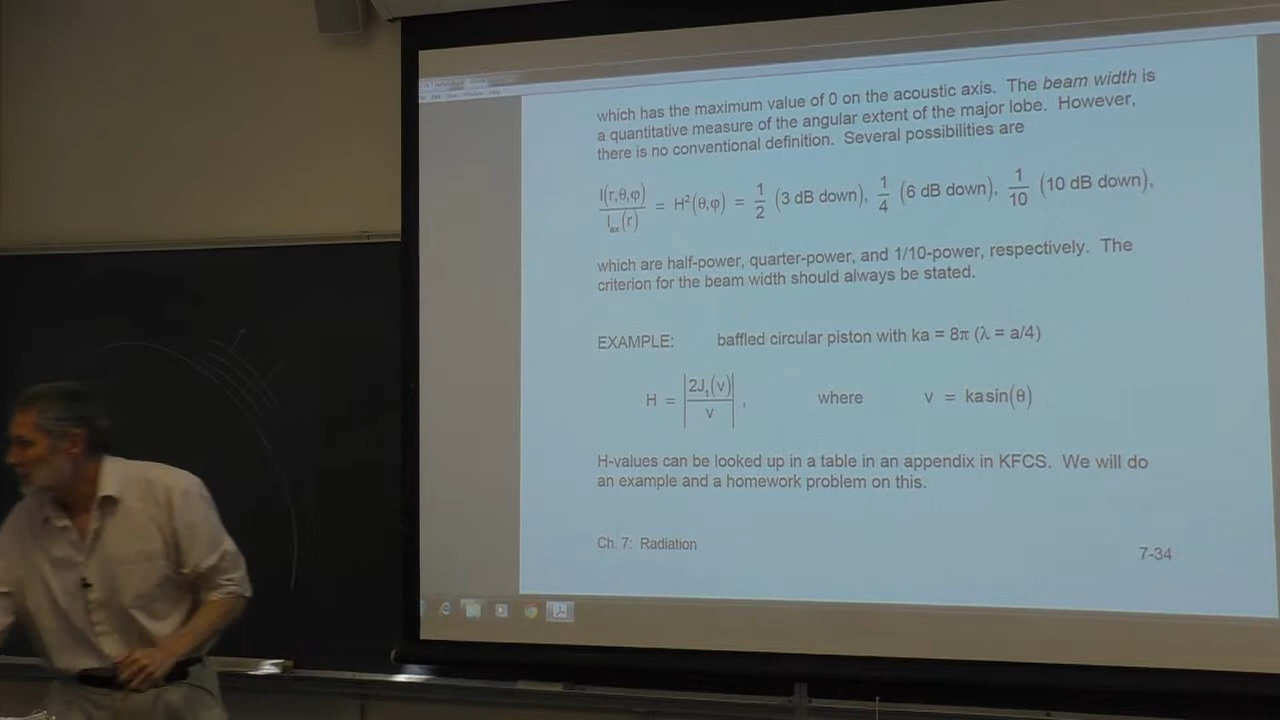 which has the maximum value of 0 on the acoustic axis. The beam width is
a quantitative measure of the angular extent of the major lobe. However,
there is no conventional definition. Several possibilities are
I(r,θ,φ) / I_ax(r) = H²(θ,φ) = 1/2 (3 dB down), 1/4 (6 dB down), 1/10 (10 dB down),
which are half-power, quarter-power, and 1/10-power, respectively. The
criterion for the beam width should always be stated.
EXAMPLE: baffled circular piston with ka = 8π (λ = a/4)
H = |2J₁(v) / v|, where v = ka sin(θ)
H-values can be looked up in a table in an appendix in KFCS. We will do
an example and a homework problem on this.
Ch. 7: Radiation 7-34